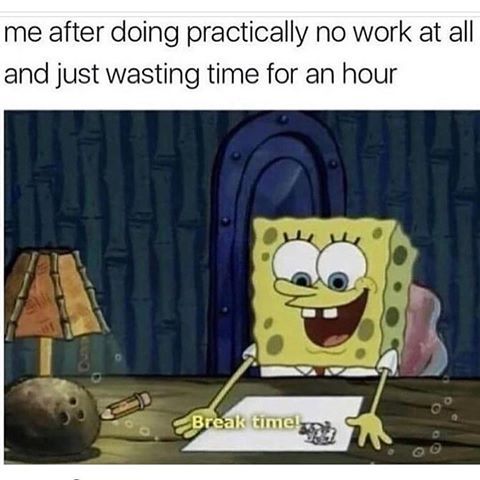 me after doing practically no work at all
and just wasting time for an hour
Break time!